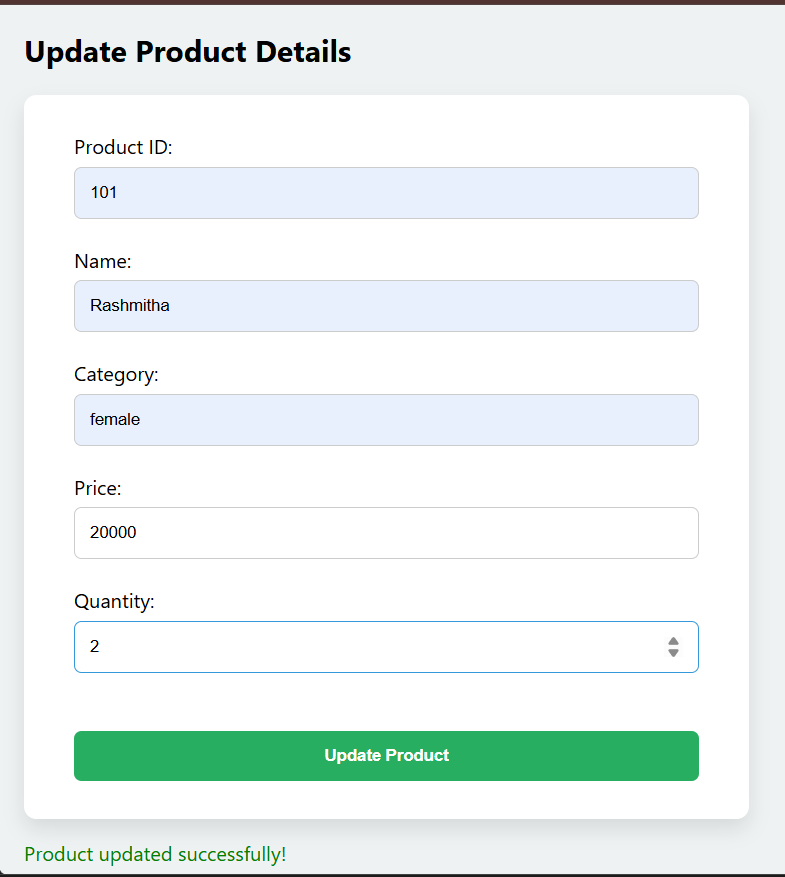 Update Product Details
Product ID:
101
Name:
Rashmitha
Category:
female
Price:
20000
Quantity:
2
Update Product
Product updated successfully!